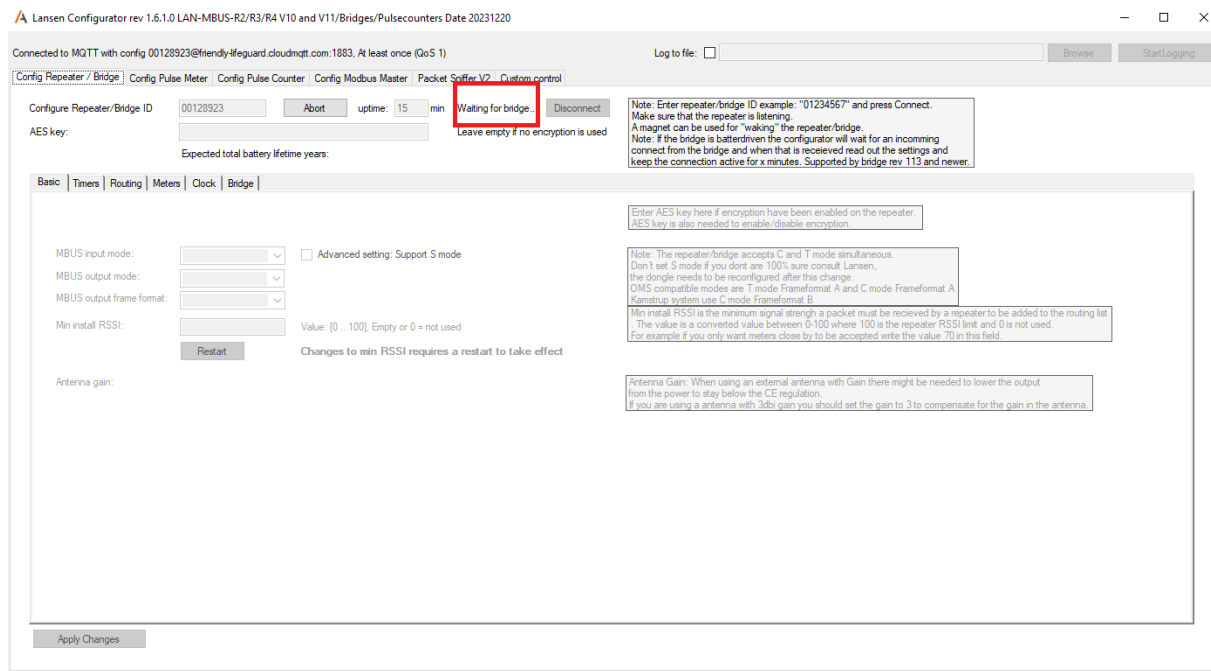 Lansen Configurator rev 1.6.1.0 LAN-MBUS-R2/R3/R4 V10 and V11/Bridges/Pulsecounters Date 20231220
Connected to MQTT with config 00128923@friendly-lifeguard.cloudmqtt.com:1883, At least once (QoS 1)
Log to file:
Browse
Start Logging
Config Repeater / Bridge
Config Pulse Meter
Config Pulse Counter
Config Modbus Master
Packet Sniffer V2
Custom control
Configure Repeater/Bridge ID
00128923
Abort
uptime:
15
min
Waiting for bridge..
Disconnect
AES key:
Leave empty if no encryption is used
Expected total battery lifetime years:
Note: Enter repeater/bridge ID example: "01234567" and press Connect.
Make sure that the repeater is listening.
A magnet can be used for "waking" the repeater/bridge.
Note: If the bridge is batterdriven the configurator will wait for an incomming
connect from the bridge and when that is receieved read out the settings and
keep the connection active for x minutes. Supported by bridge rev 113 and newer.
Basic
Timers
Routing
Meters
Clock
Bridge
Enter AES key here if encryption have been enabled on the repeater.
AES key is also needed to enable/disable encryption.
MBUS input mode:
Advanced setting: Support S mode
MBUS output mode:
MBUS output frame format:
Note: The repeater/bridge accepts C and T mode simultaneous.
Don't set S mode if you dont are 100% sure consult Lansen,
the dongle needs to be reconfigured after this change.
OMS compatible modes are T mode Frameformat A and C mode Frameformat A
Kamstrup system use C mode Frameformat B
Min install RSSI:
Value: [0 .. 100], Empty or 0 = not used
Restart
Changes to min RSSI requires a restart to take effect
Min install RSSI is the minimum signal strengh a packet must be recieved by a repeater to be added to the routing list
. The value is a converted value between 0-100 where 100 is the repeater RSSI limit and 0 is not used.
For example if you only want meters close by to be accepted write the value 70 in this field.
Antenna gain:
Antenna Gain: When using an external antenna with Gain there might be needed to lower the output
from the power to stay below the CE regulation.
If you are using a antenna with 3dbi gain you should set the gain to 3 to compensate for the gain in the antenna.
Apply Changes